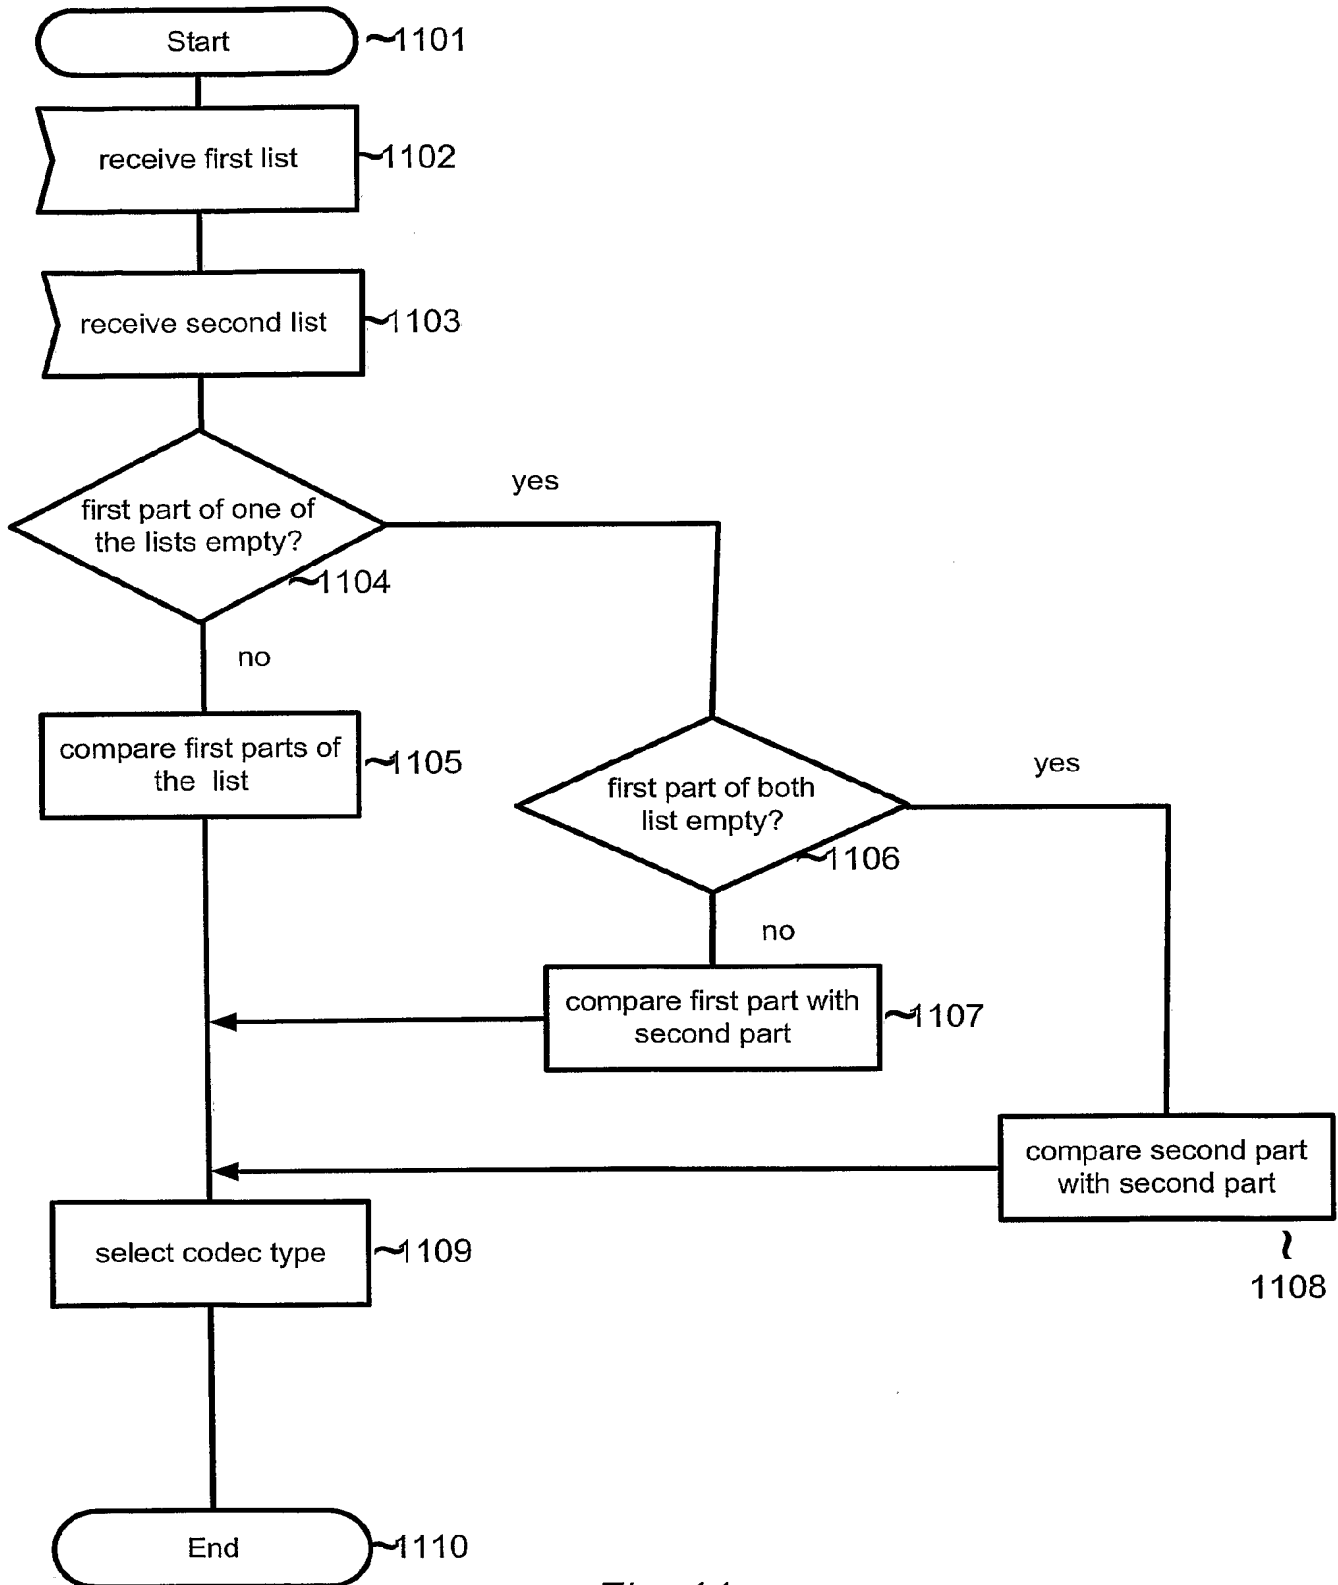 Start
~1101
receive first list
~1102
receive second list
~1103
yes
first part of one of
the lists empty?
~1104
no
compare first parts of
the list
~1105
yes
first part of both
list empty?
~1106
no
compare first part with
second part
~1107
compare second part
with second part
~
1108
select codec type
~1109
End
~1110